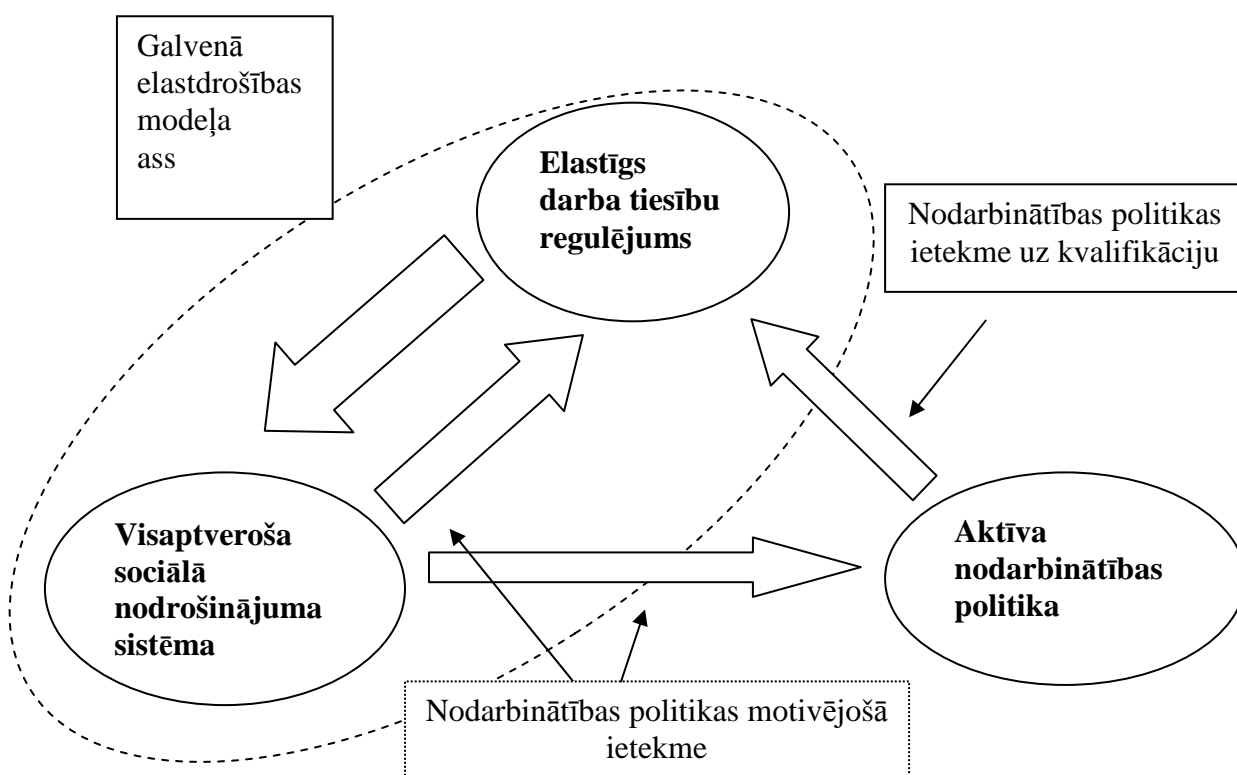 Galvenā
elastdrošības
modeļa
ass
Elastīgs
darba tiesību
regulējums
Nodarbinātības politikas
ietekme uz kvalifikāciju
Visaptveroša
sociālā
nodrošinājuma
sistēma
Aktīva
nodarbinātības
politika
Nodarbinātības politikas motivējošā
ietekme